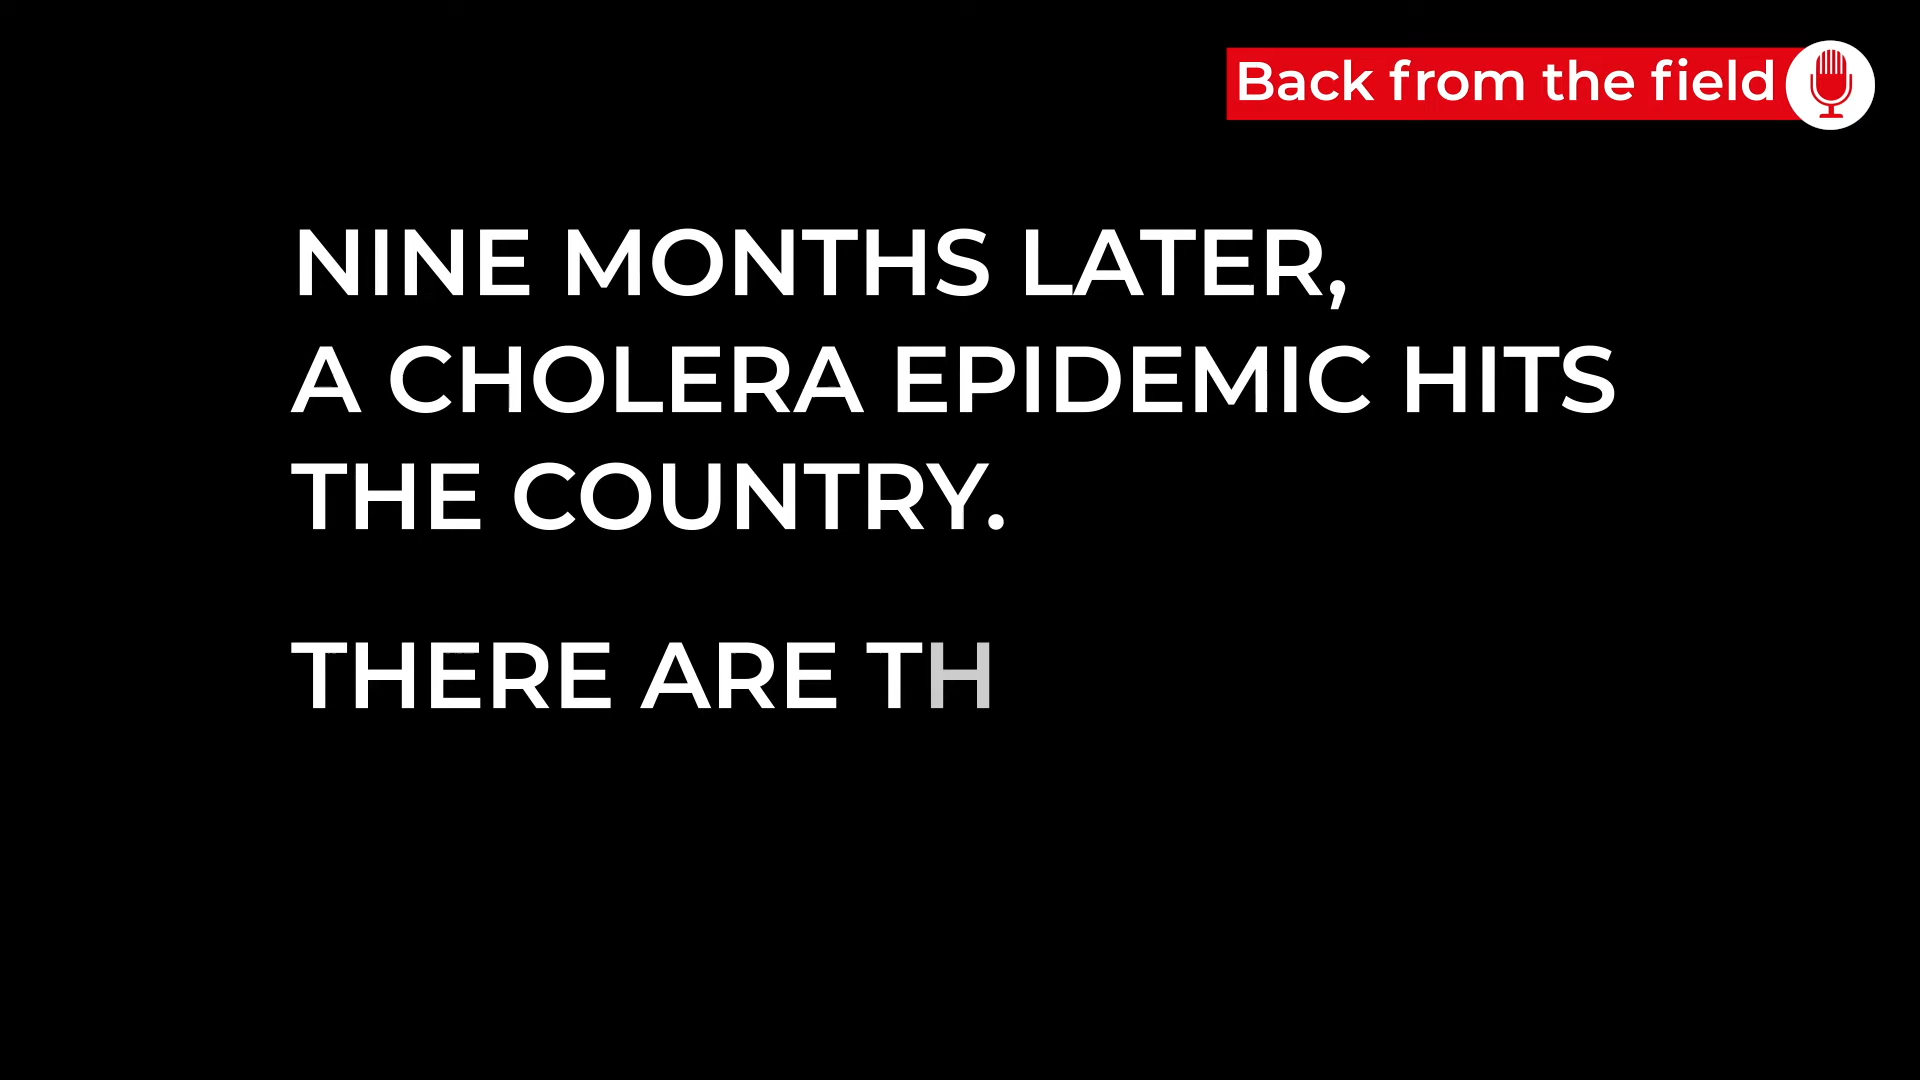 Back from the field
NINE MONTHS LATER,
A CHOLERA EPIDEMIC HITS
THE COUNTRY.
THERE ARE TH